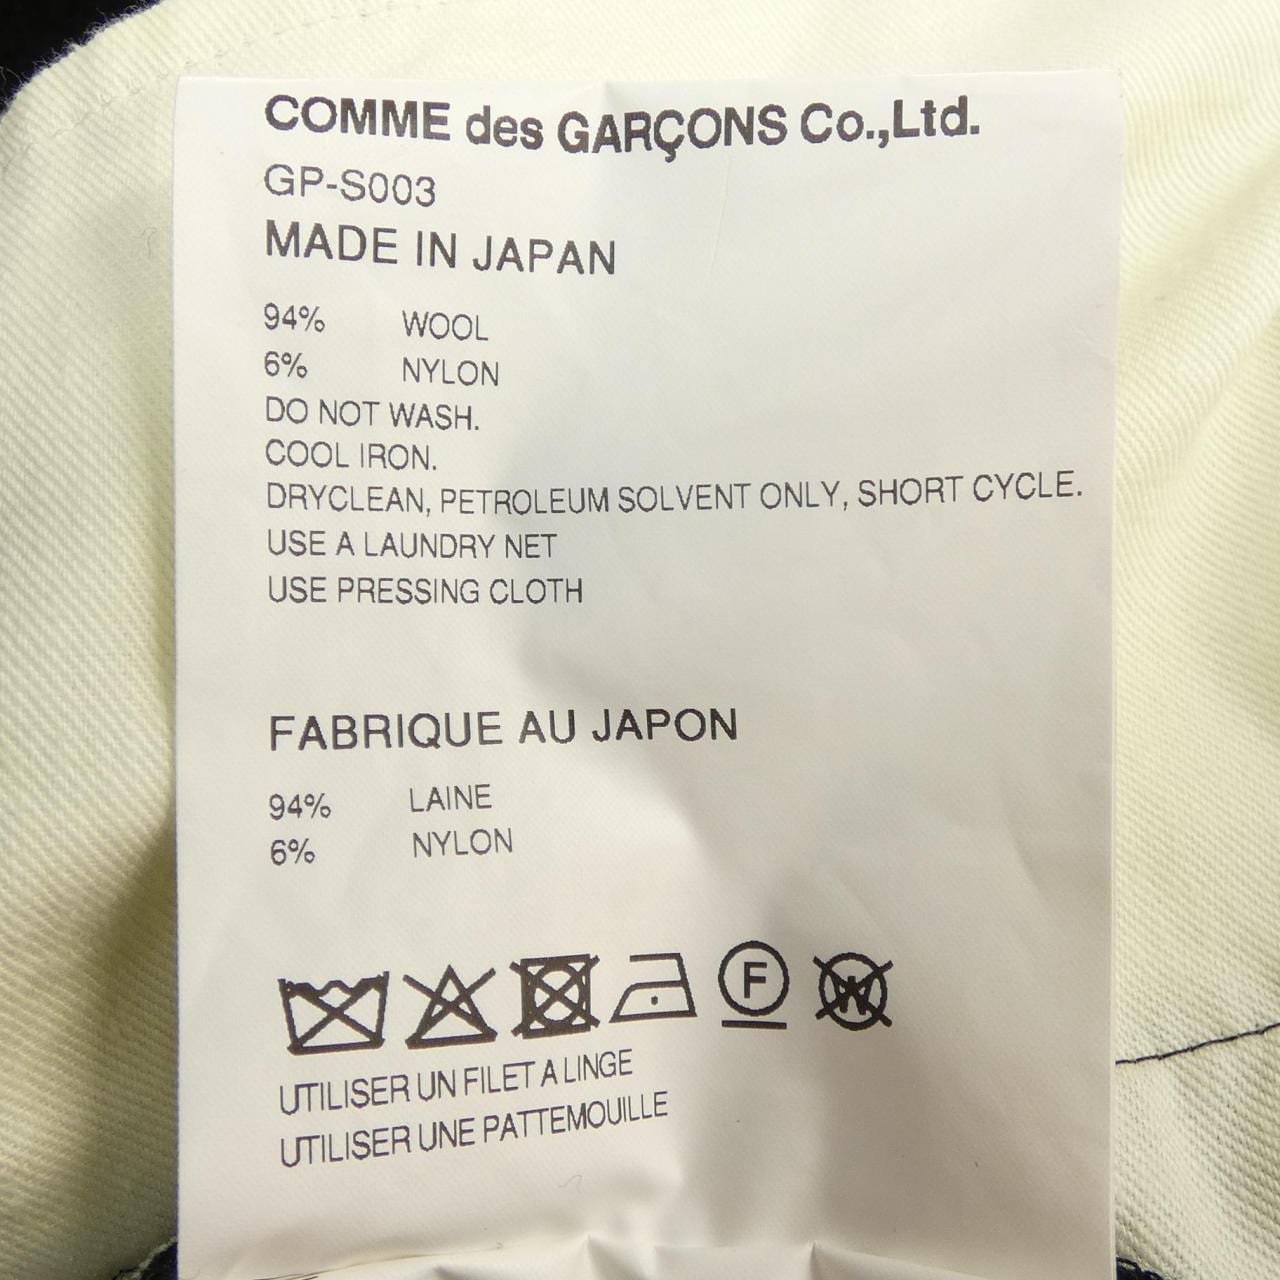 COMME des GARÇONS Co.,Ltd.
GP-S003
MADE IN JAPAN
94% WOOL
6% NYLON
DO NOT WASH.
COOL IRON.
DRYCLEAN, PETROLEUM SOLVENT ONLY, SHORT CYCLE.
USE A LAUNDRY NET
USE PRESSING CLOTH
FABRIQUE AU JAPON
94% LAINE
6% NYLON
F W
UTILISER UN FILET A LINGE
UTILISER UNE PATTEMOUILLE